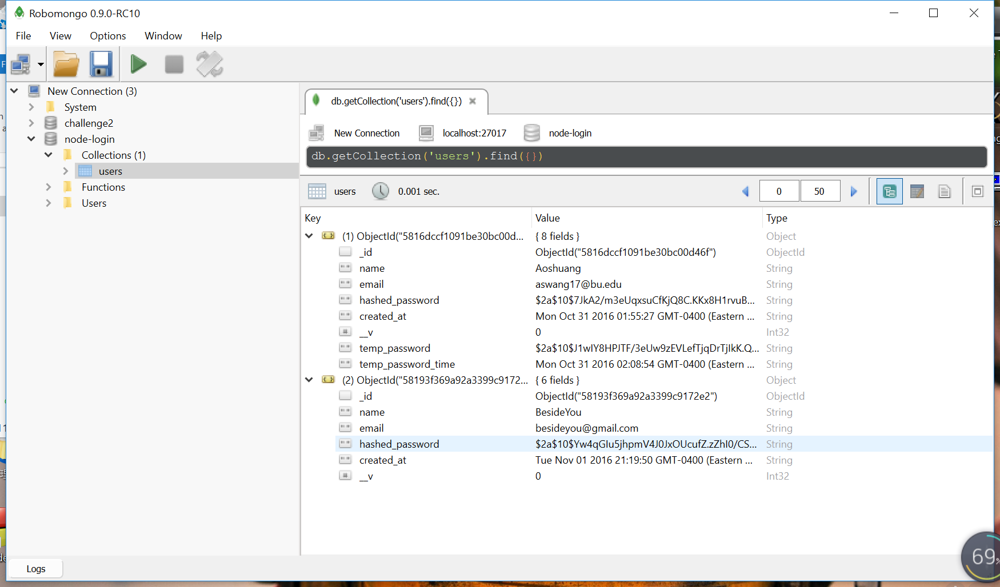 Robomongo 0.9.0-RC10
File View Options Window Help
New Connection (3)
System
challenge2
node-login
Collections (1)
users
Functions
Users
db.getCollection('users').find({})
New Connection localhost:27017 node-login
db.getCollection('users').find({})
users 0.001 sec. 0 50
Key Value Type
(1) ObjectId("5816dccf1091be30bc00d... { 8 fields } Object
_id ObjectId("5816dccf1091be30bc00d46f") ObjectId
name Aoshuang String
email aswang17@bu.edu String
hashed_password $2a$10$7JkA2/m3eUqxsuCfKjQ8C.KKx8H1rvuB... String
created_at Mon Oct 31 2016 01:55:27 GMT-0400 (Eastern ... String
__v 0 Int32
temp_password $2a$10$J1wIY8HPJTF/3eUw9zEVLefTjqDrTjIkK.Q... String
temp_password_time Mon Oct 31 2016 02:08:54 GMT-0400 (Eastern ... String
(2) ObjectId("58193f369a92a3399c9172... { 6 fields } Object
_id ObjectId("58193f369a92a3399c9172e2") ObjectId
name BesideYou String
email besideyou@gmail.com String
hashed_password $2a$10$Yw4qGIu5jhpmV4J0JxOUcufZ.zZhI0/CS... String
created_at Tue Nov 01 2016 21:19:50 GMT-0400 (Eastern ... String
__v 0 Int32
Logs
69%